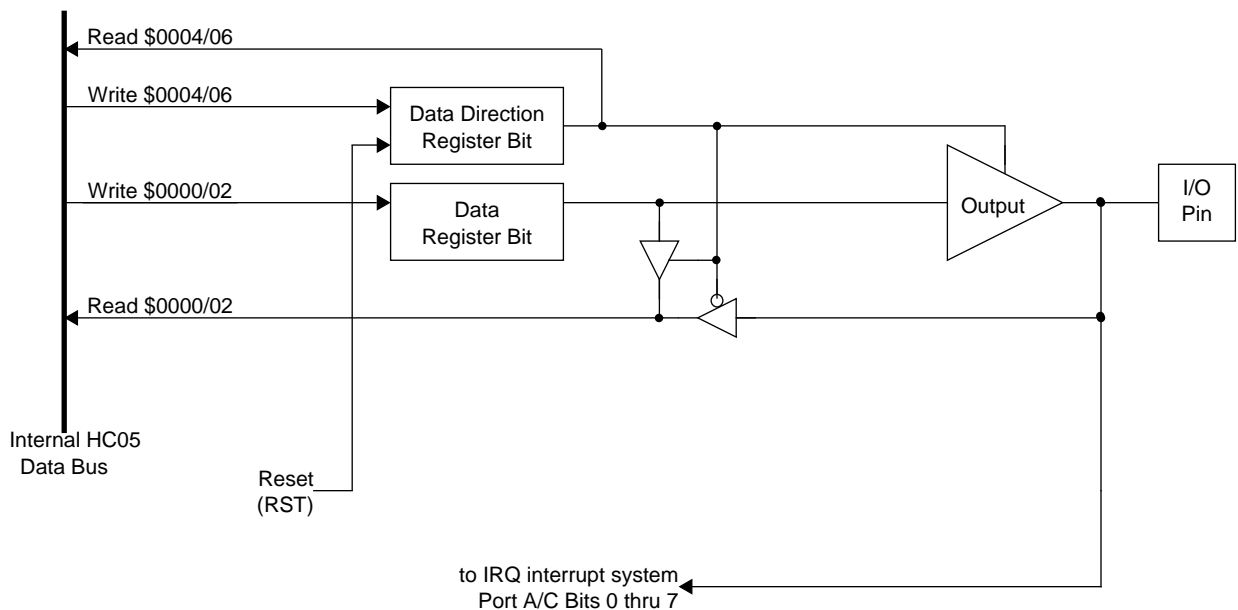 Read $0004/06
Write $0004/06
Data Direction
Register Bit
Write $0000/02
Data
Register Bit
Output
I/O
Pin
Read $0000/02
Internal HC05
Data Bus
Reset
(RST)
to IRQ interrupt system
Port A/C Bits 0 thru 7